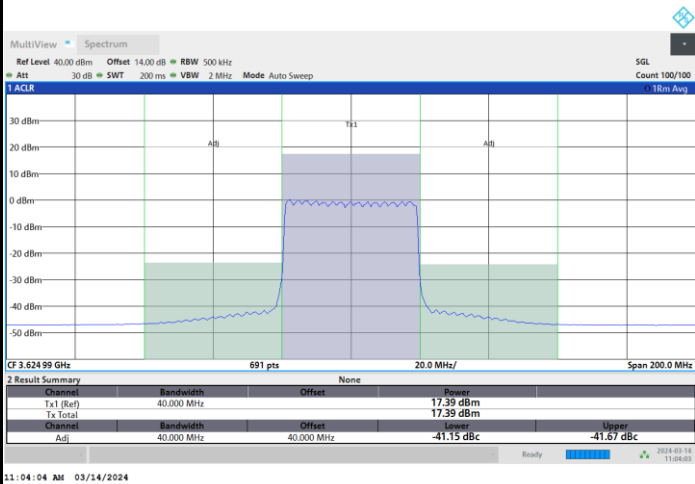 MultiView Spectrum
Ref Level 40.00 dBm Offset 14.00 dB RBW 500 kHz SGL
Att 30 dB SWT 200 ms VBW 2 MHz Mode Auto Sweep Count 100/100
1 ACLR 1Rm Avg
30 dBm
Tx1
20 dBm
Adj Adj
10 dBm
0 dBm
-10 dBm
-20 dBm
-30 dBm
-40 dBm
-50 dBm
CF 3.624 99 GHz 691 pts 20.0 MHz/ Span 200.0 MHz
2 Result Summary None
Channel Bandwidth Offset Power
Tx1 (Ref) 40.000 MHz 17.39 dBm
Tx Total 17.39 dBm
Channel Bandwidth Offset Lower Upper
Adj 40.000 MHz 40.000 MHz -41.15 dBc -41.67 dBc
Ready 2024-03-14
11:04:03
11:04:04 AM 03/14/2024